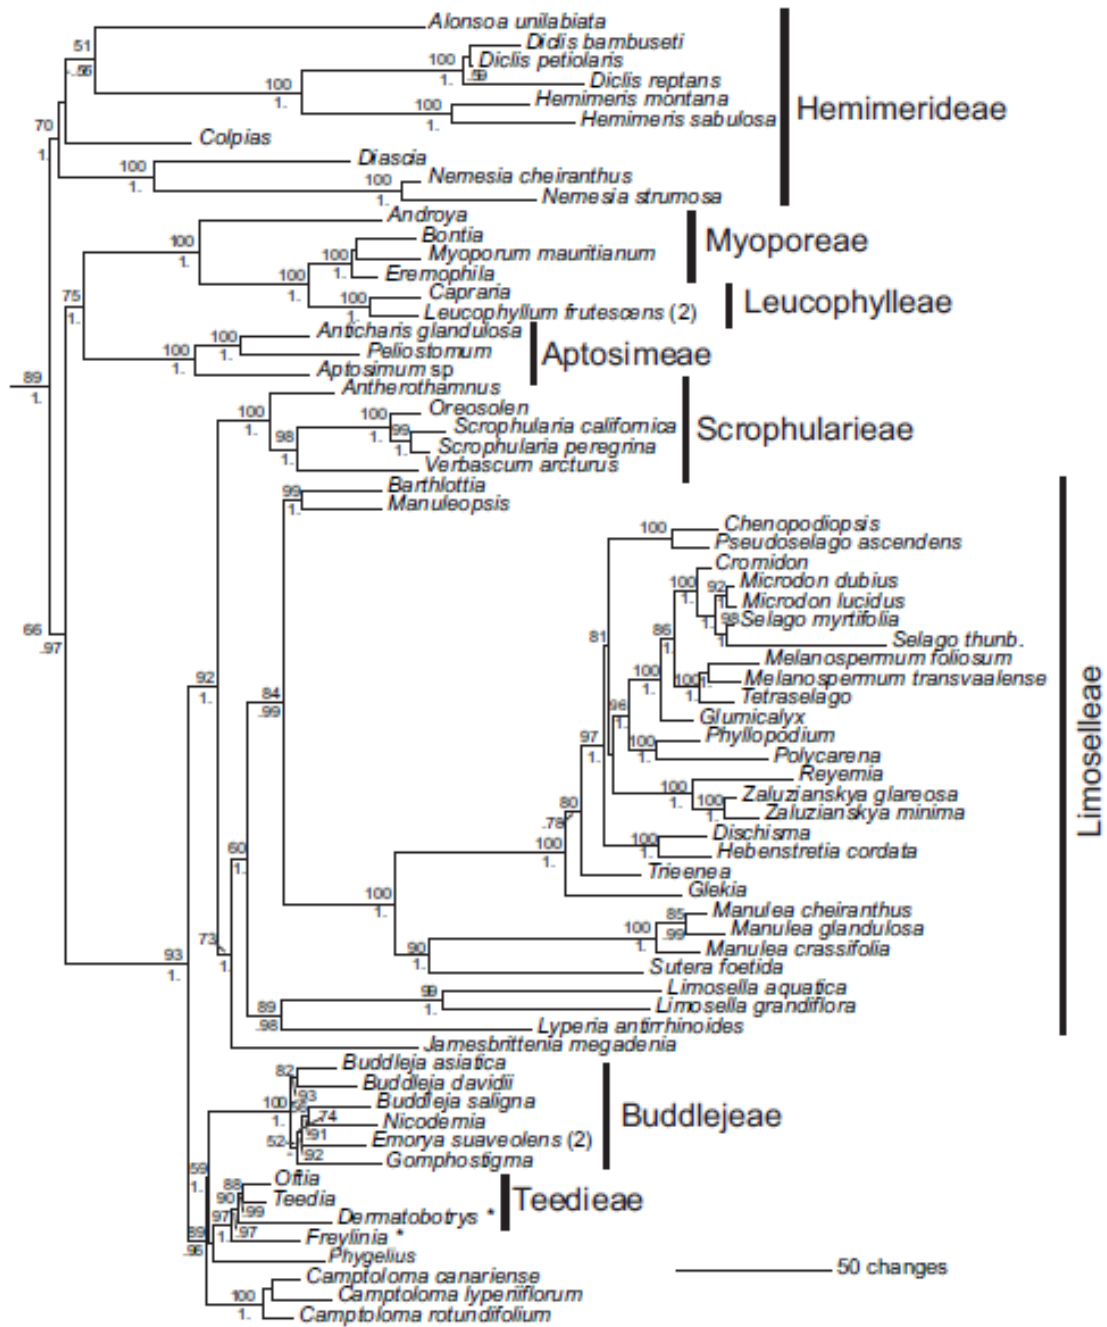 Alonsoa unilabiata
51
Diclis bambuseti
-.56
100
Diclis petiolaris
1.
.59
100
Diclis reptans
1.
100
Hemimeris montana
Hemimerideae
1.
Hemimeris sabulosa
70
Colpias
1.
100
Diascia
1.
100
Nemesia cheiranthus
1.
Nemesia strumosa
Androya
100
Bontia
Myoporeae
1.
100
Myoporum mauritianum
1.
100
Eremophila
1.
75
100
Capraria
Leucophylleae
1.
1.
Leucophyllum frutescens (2)
100
Anticharis glandulosa
100
1.
Peliostomum
Aptosimeae
1.
Aptosimum sp
89
Antherothamnus
1.
100
100
Oreosolen
1.
99
Scrophularia californica
Scrophularieae
98
1.
1.
Scrophularia peregrina
1.
Verbascum arcturus
99
Barthlottia
1.
Manuleopsis
100
Chenopodiopsis
Pseudoselago ascendens
Cromidon
100
92
Microdon dubius
1.
1.
Microdon lucidus
1.
98
Selago myrtifolia
66
81
86
1
Selago thunb.
.97
1.
Melanospermum foliosum
100
100
1.
Melanospermum transvaalense
92
84
1.
Tetraselago
1.
.99
96
Glumicalyx
1.
Phyllopodium
97
100
1.
1.
Polycarena
Limoselleae
Reyemia
100
1.
100
Zaluzianskya glareosa
80
1.
Zaluzianskya minima
.78
Dischisma
60
100
100
1.
1.
1.
Hebenstretia cordata
Trieenea
100
Glekia
1.
85
Manulea cheiranthus
100
.99
Manulea glandulosa
73
90
1.
Manulea crassifolia
93
1.
1.
Sutera foetida
1.
99
Limosella aquatica
89
1.
Limosella grandiflora
.98
Lyperia antirrhinoides
Jamesbrittenia megadenia
82
Buddleja asiatica
Buddleja davidii
100
.93
Buddleja saligna
1.
.74
Nicodemia
Buddlejeae
52
.91
Emorya suaveolens (2)
-
.92
Gomphostigma
59
88
Oftia
1.
90
Teedia
Teedieae
97
.99
Dermatobotrys *
89
1.
.97
Freylinia *
.96
Phygelius
50 changes
Camptoloma canariense
100
Camptoloma lyperiiflorum
1.
Camptoloma rotundifolium